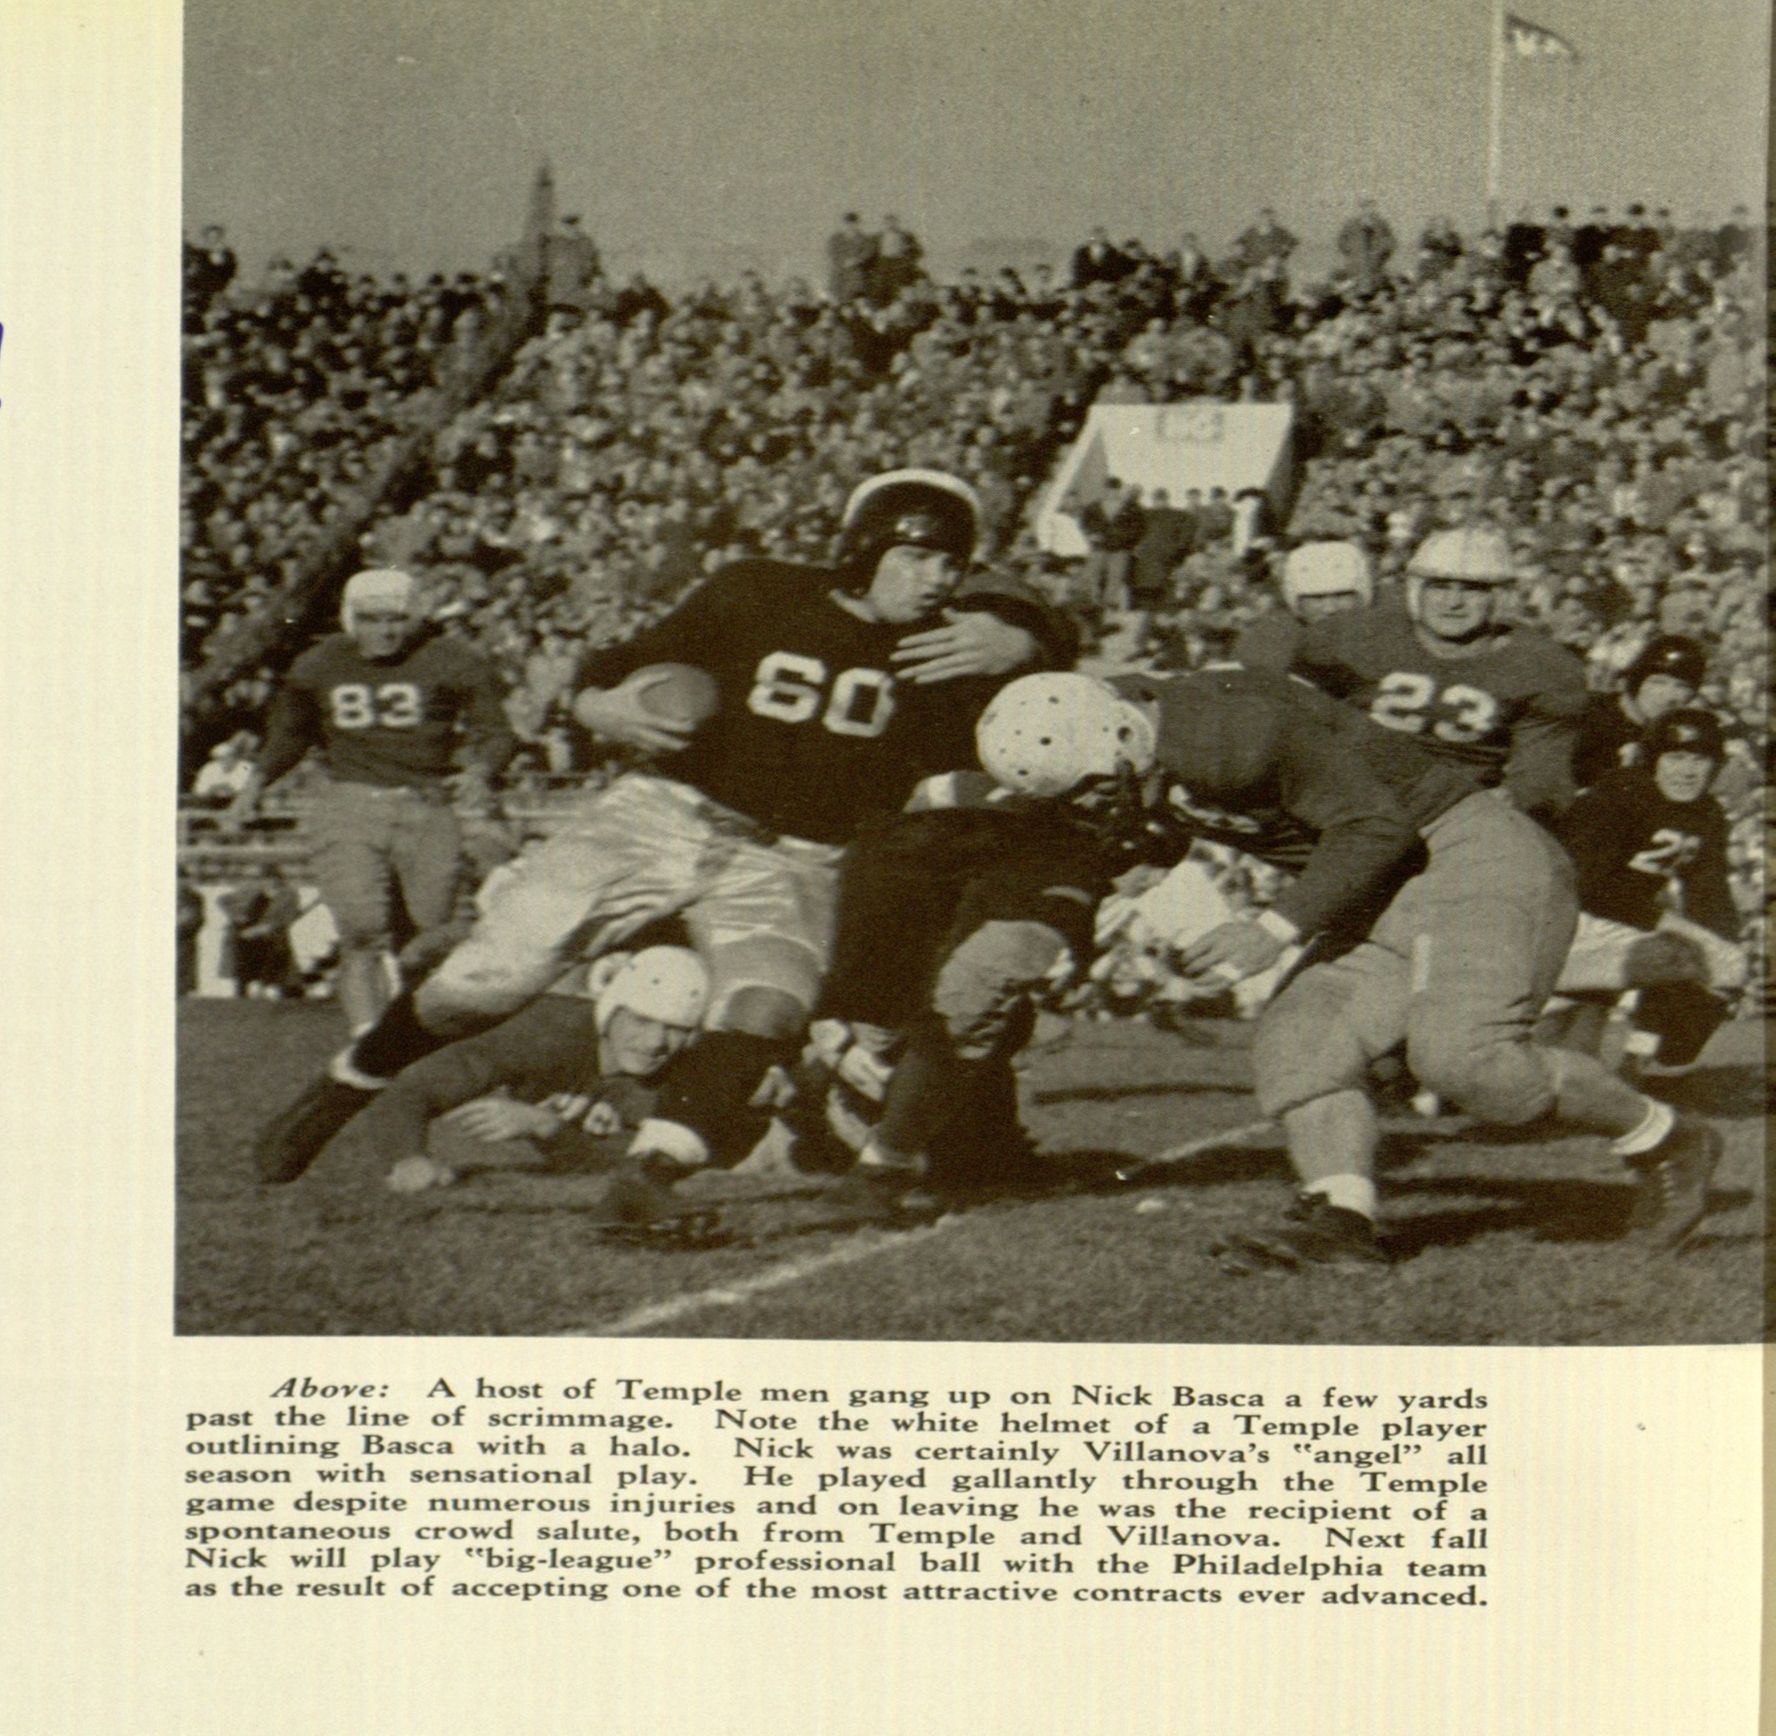 83
60
23
2
Above: A host of Temple men gang up on Nick Basca a few yards
past the line of scrimmage. Note the white helmet of a Temple player
outlining Basca with a halo. Nick was certainly Villanova's "angel" all
season with sensational play. He played gallantly through the Temple
game despite numerous injuries and on leaving he was the recipient of a
spontaneous crowd salute, both from Temple and Villanova. Next fall
Nick will play "big-league" professional ball with the Philadelphia team
as the result of accepting one of the most attractive contracts ever advanced.